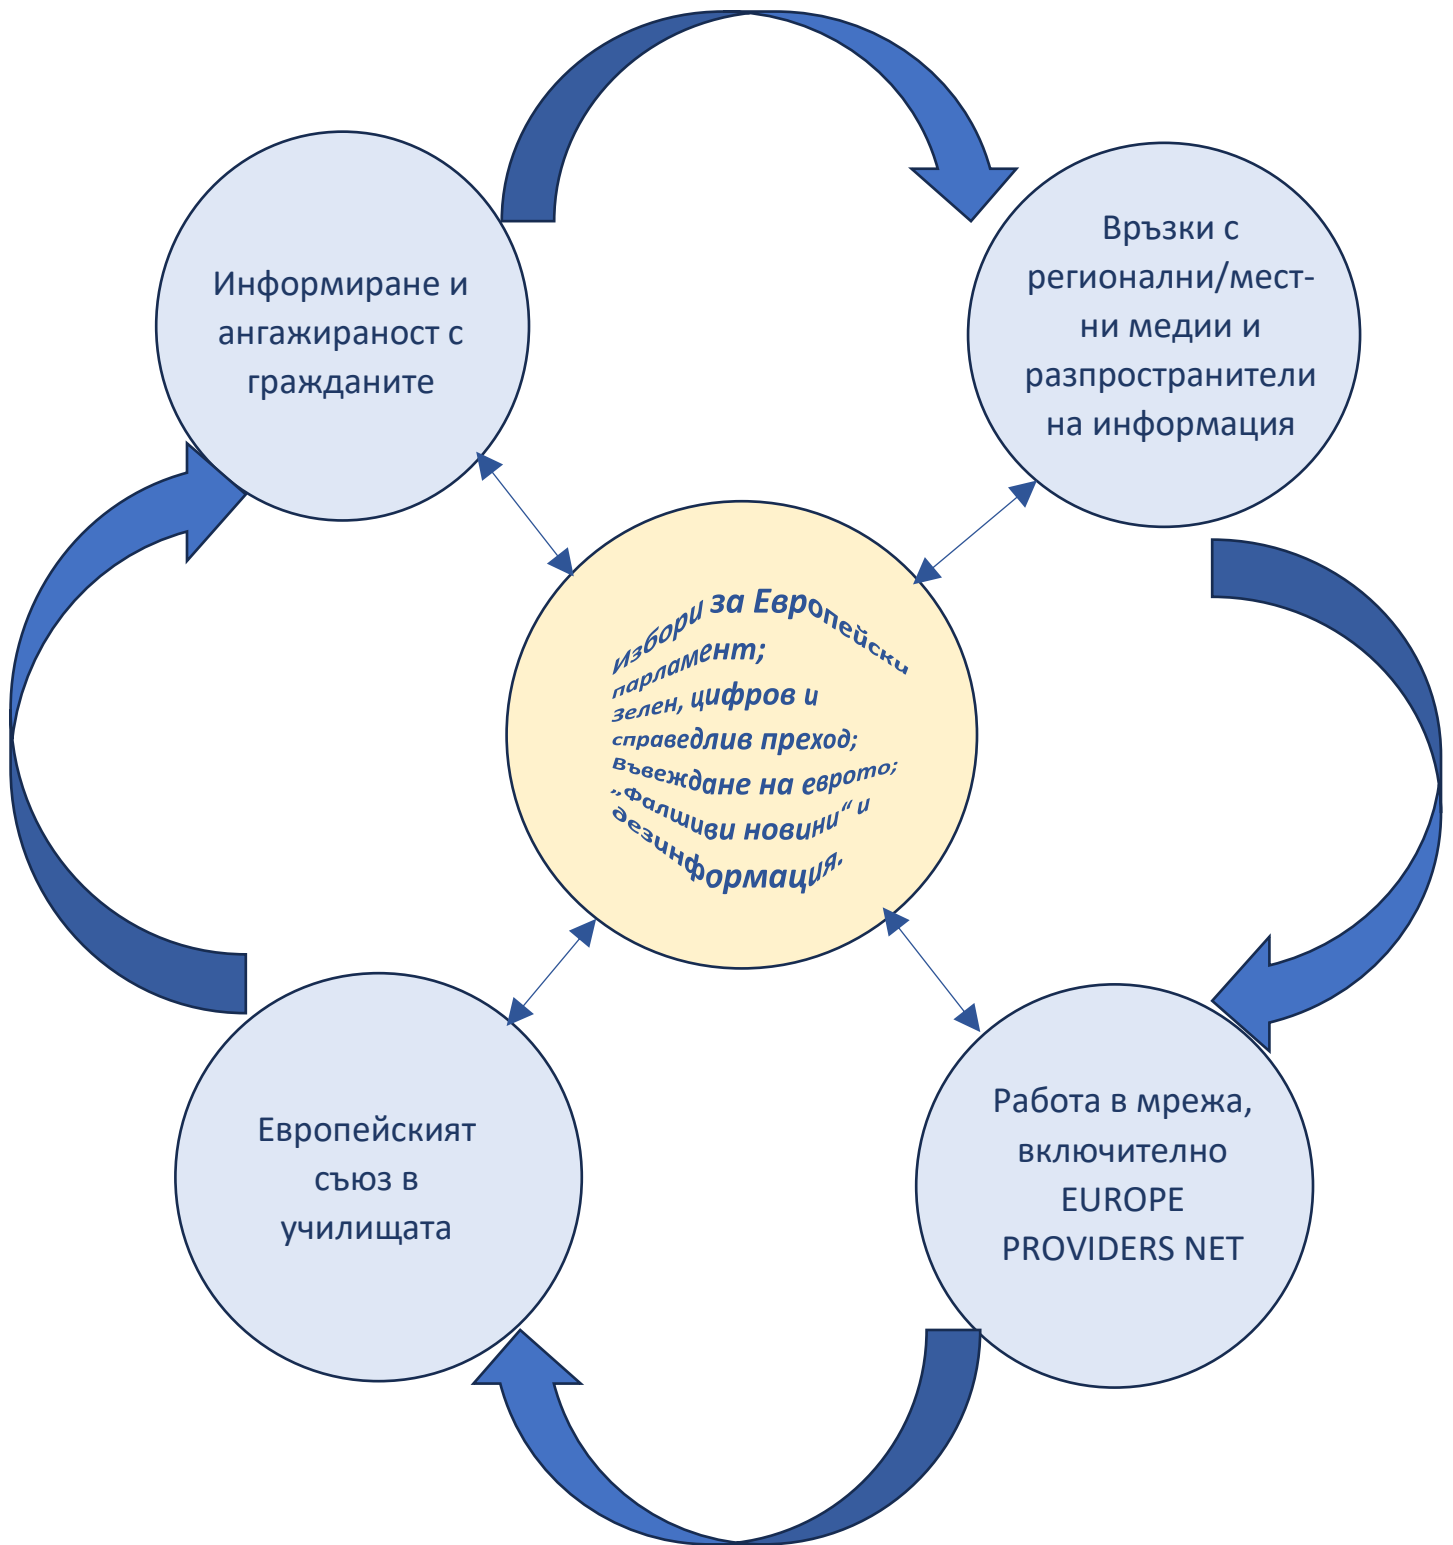 Информиране и
ангажираност с
гражданите
Връзки с
регионални/мест-
ни медии и
разпространители
на информация
Избори за Европейски
парламент;
зелен, цифров и
справедлив преход;
въвеждане на еврото;
„Фалшиви новини“ и
дезинформация.
Европейският
съюз в
училищата
Работа в мрежа,
включително
EUROPE
PROVIDERS NET